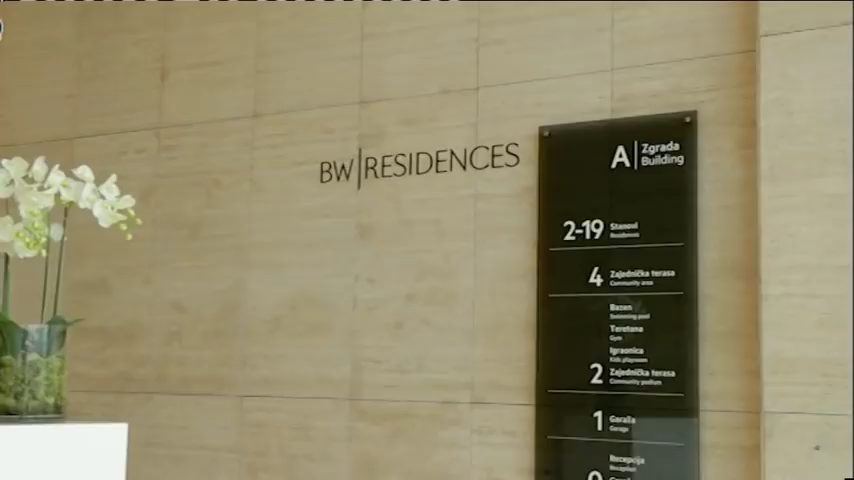 BW|RESIDENCES
A Zgrada
Building
2-19 Stanovi
Residences
4 Zajednička terasa
Community area
Bazen
Swimming pool
Teretana
Gym
Igraonica
Kids playroom
2 Zajednička terasa
Community podium
1 Garaža
Garage
Recepcija
Reception
0